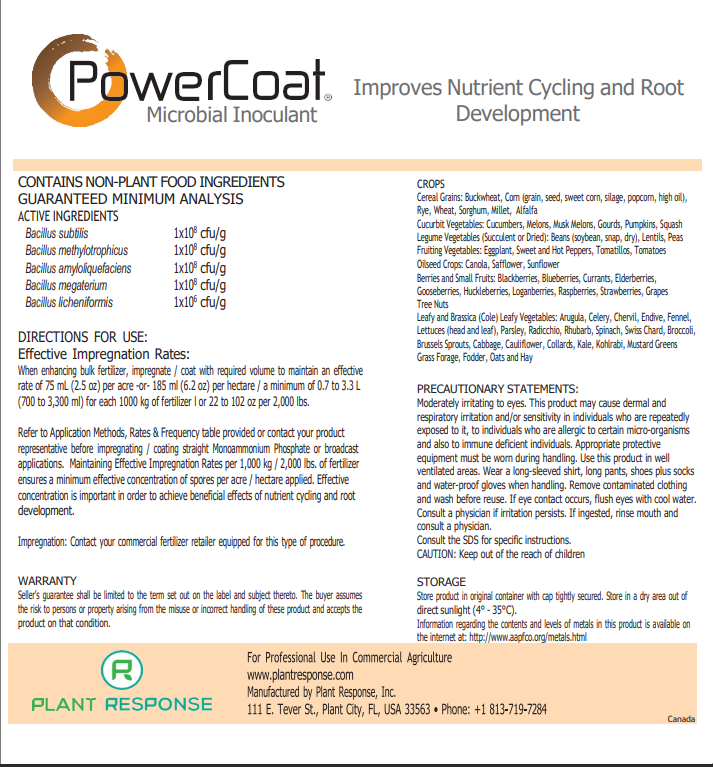 PowerCoat®
Microbial Inoculant
Improves Nutrient Cycling and Root
Development
CONTAINS NON-PLANT FOOD INGREDIENTS
GUARANTEED MINIMUM ANALYSIS
ACTIVE INGREDIENTS
Bacillus subtilis 1x10⁸ cfu/g
Bacillus methylotrophicus 1x10⁸ cfu/g
Bacillus amyloliquefaciens 1x10⁸ cfu/g
Bacillus megaterium 1x10⁸ cfu/g
Bacillus licheniformis 1x10⁶ cfu/g
DIRECTIONS FOR USE:
Effective Impregnation Rates:
When enhancing bulk fertilizer, impregnate / coat with required volume to maintain an effective
rate of 75 mL (2.5 oz) per acre -or- 185 ml (6.2 oz) per hectare / a minimum of 0.7 to 3.3 L
(700 to 3,300 ml) for each 1000 kg of fertilizer l or 22 to 102 oz per 2,000 lbs.
Refer to Application Methods, Rates & Frequency table provided or contact your product
representative before impregnating / coating straight Monoammonium Phosphate or broadcast
applications. Maintaining Effective Impregnation Rates per 1,000 kg / 2,000 lbs. of fertilizer
ensures a minimum effective concentration of spores per acre / hectare applied. Effective
concentration is important in order to achieve beneficial effects of nutrient cycling and root
development.
Impregnation: Contact your commercial fertilizer retailer equipped for this type of procedure.
WARRANTY
Seller's guarantee shall be limited to the term set out on the label and subject thereto. The buyer assumes
the risk to persons or property arising from the misuse or incorrect handling of these product and accepts the
product on that condition.
CROPS
Cereal Grains: Buckwheat, Corn (grain, seed, sweet corn, silage, popcorn, high oil),
Rye, Wheat, Sorghum, Millet, Alfalfa
Cucurbit Vegetables: Cucumbers, Melons, Musk Melons, Gourds, Pumpkins, Squash
Legume Vegetables (Succulent or Dried): Beans (soybean, snap, dry), Lentils, Peas
Fruiting Vegetables: Eggplant, Sweet and Hot Peppers, Tomatillos, Tomatoes
Oilseed Crops: Canola, Safflower, Sunflower
Berries and Small Fruits: Blackberries, Blueberries, Currants, Elderberries,
Gooseberries, Huckleberries, Loganberries, Raspberries, Strawberries, Grapes
Tree Nuts
Leafy and Brassica (Cole) Leafy Vegetables: Arugula, Celery, Chervil, Endive, Fennel,
Lettuces (head and leaf), Parsley, Radicchio, Rhubarb, Spinach, Swiss Chard, Broccoli,
Brussels Sprouts, Cabbage, Cauliflower, Collards, Kale, Kohlrabi, Mustard Greens
Grass Forage, Fodder, Oats and Hay
PRECAUTIONARY STATEMENTS:
Moderately irritating to eyes. This product may cause dermal and
respiratory irritation and/or sensitivity in individuals who are repeatedly
exposed to it, to individuals who are allergic to certain micro-organisms
and also to immune deficient individuals. Appropriate protective
equipment must be worn during handling. Use this product in well
ventilated areas. Wear a long-sleeved shirt, long pants, shoes plus socks
and water-proof gloves when handling. Remove contaminated clothing
and wash before reuse. If eye contact occurs, flush eyes with cool water.
Consult a physician if irritation persists. If ingested, rinse mouth and
consult a physician.
Consult the SDS for specific instructions.
CAUTION: Keep out of the reach of children
STORAGE
Store product in original container with cap tightly secured. Store in a dry area out of
direct sunlight (4º - 35ºC).
Information regarding the contents and levels of metals in this product is available on
the internet at: http://www.aapfco.org/metals.html
R
PLANT RESPONSE
For Professional Use In Commercial Agriculture
www.plantresponse.com
Manufactured by Plant Response, Inc.
111 E. Tever St., Plant City, FL, USA 33563 • Phone: +1 813-719-7284
Canada